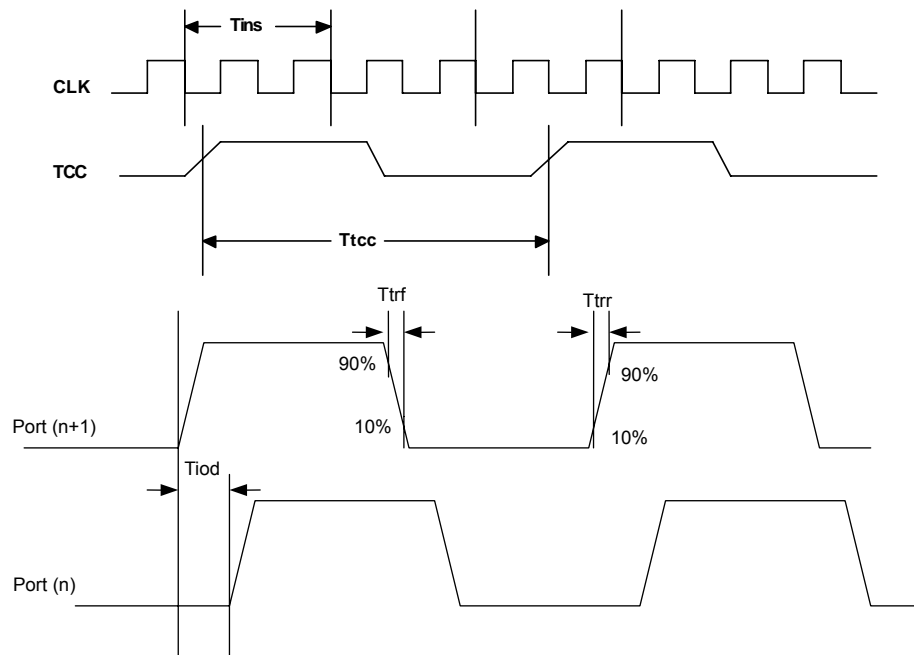 Tins
CLK
TCC
Ttcc
Ttrf
Ttrr
90%
90%
10%
10%
Port (n+1)
Tiod
Port (n)